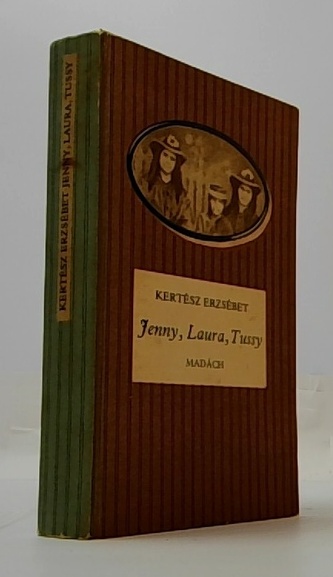 KERTÉSZ ERZSÉBET JENNY, LAURA, TUSSY
KERTÉSZ ERZSÉBET
Jenny, Laura, Tussy
MADÁCH